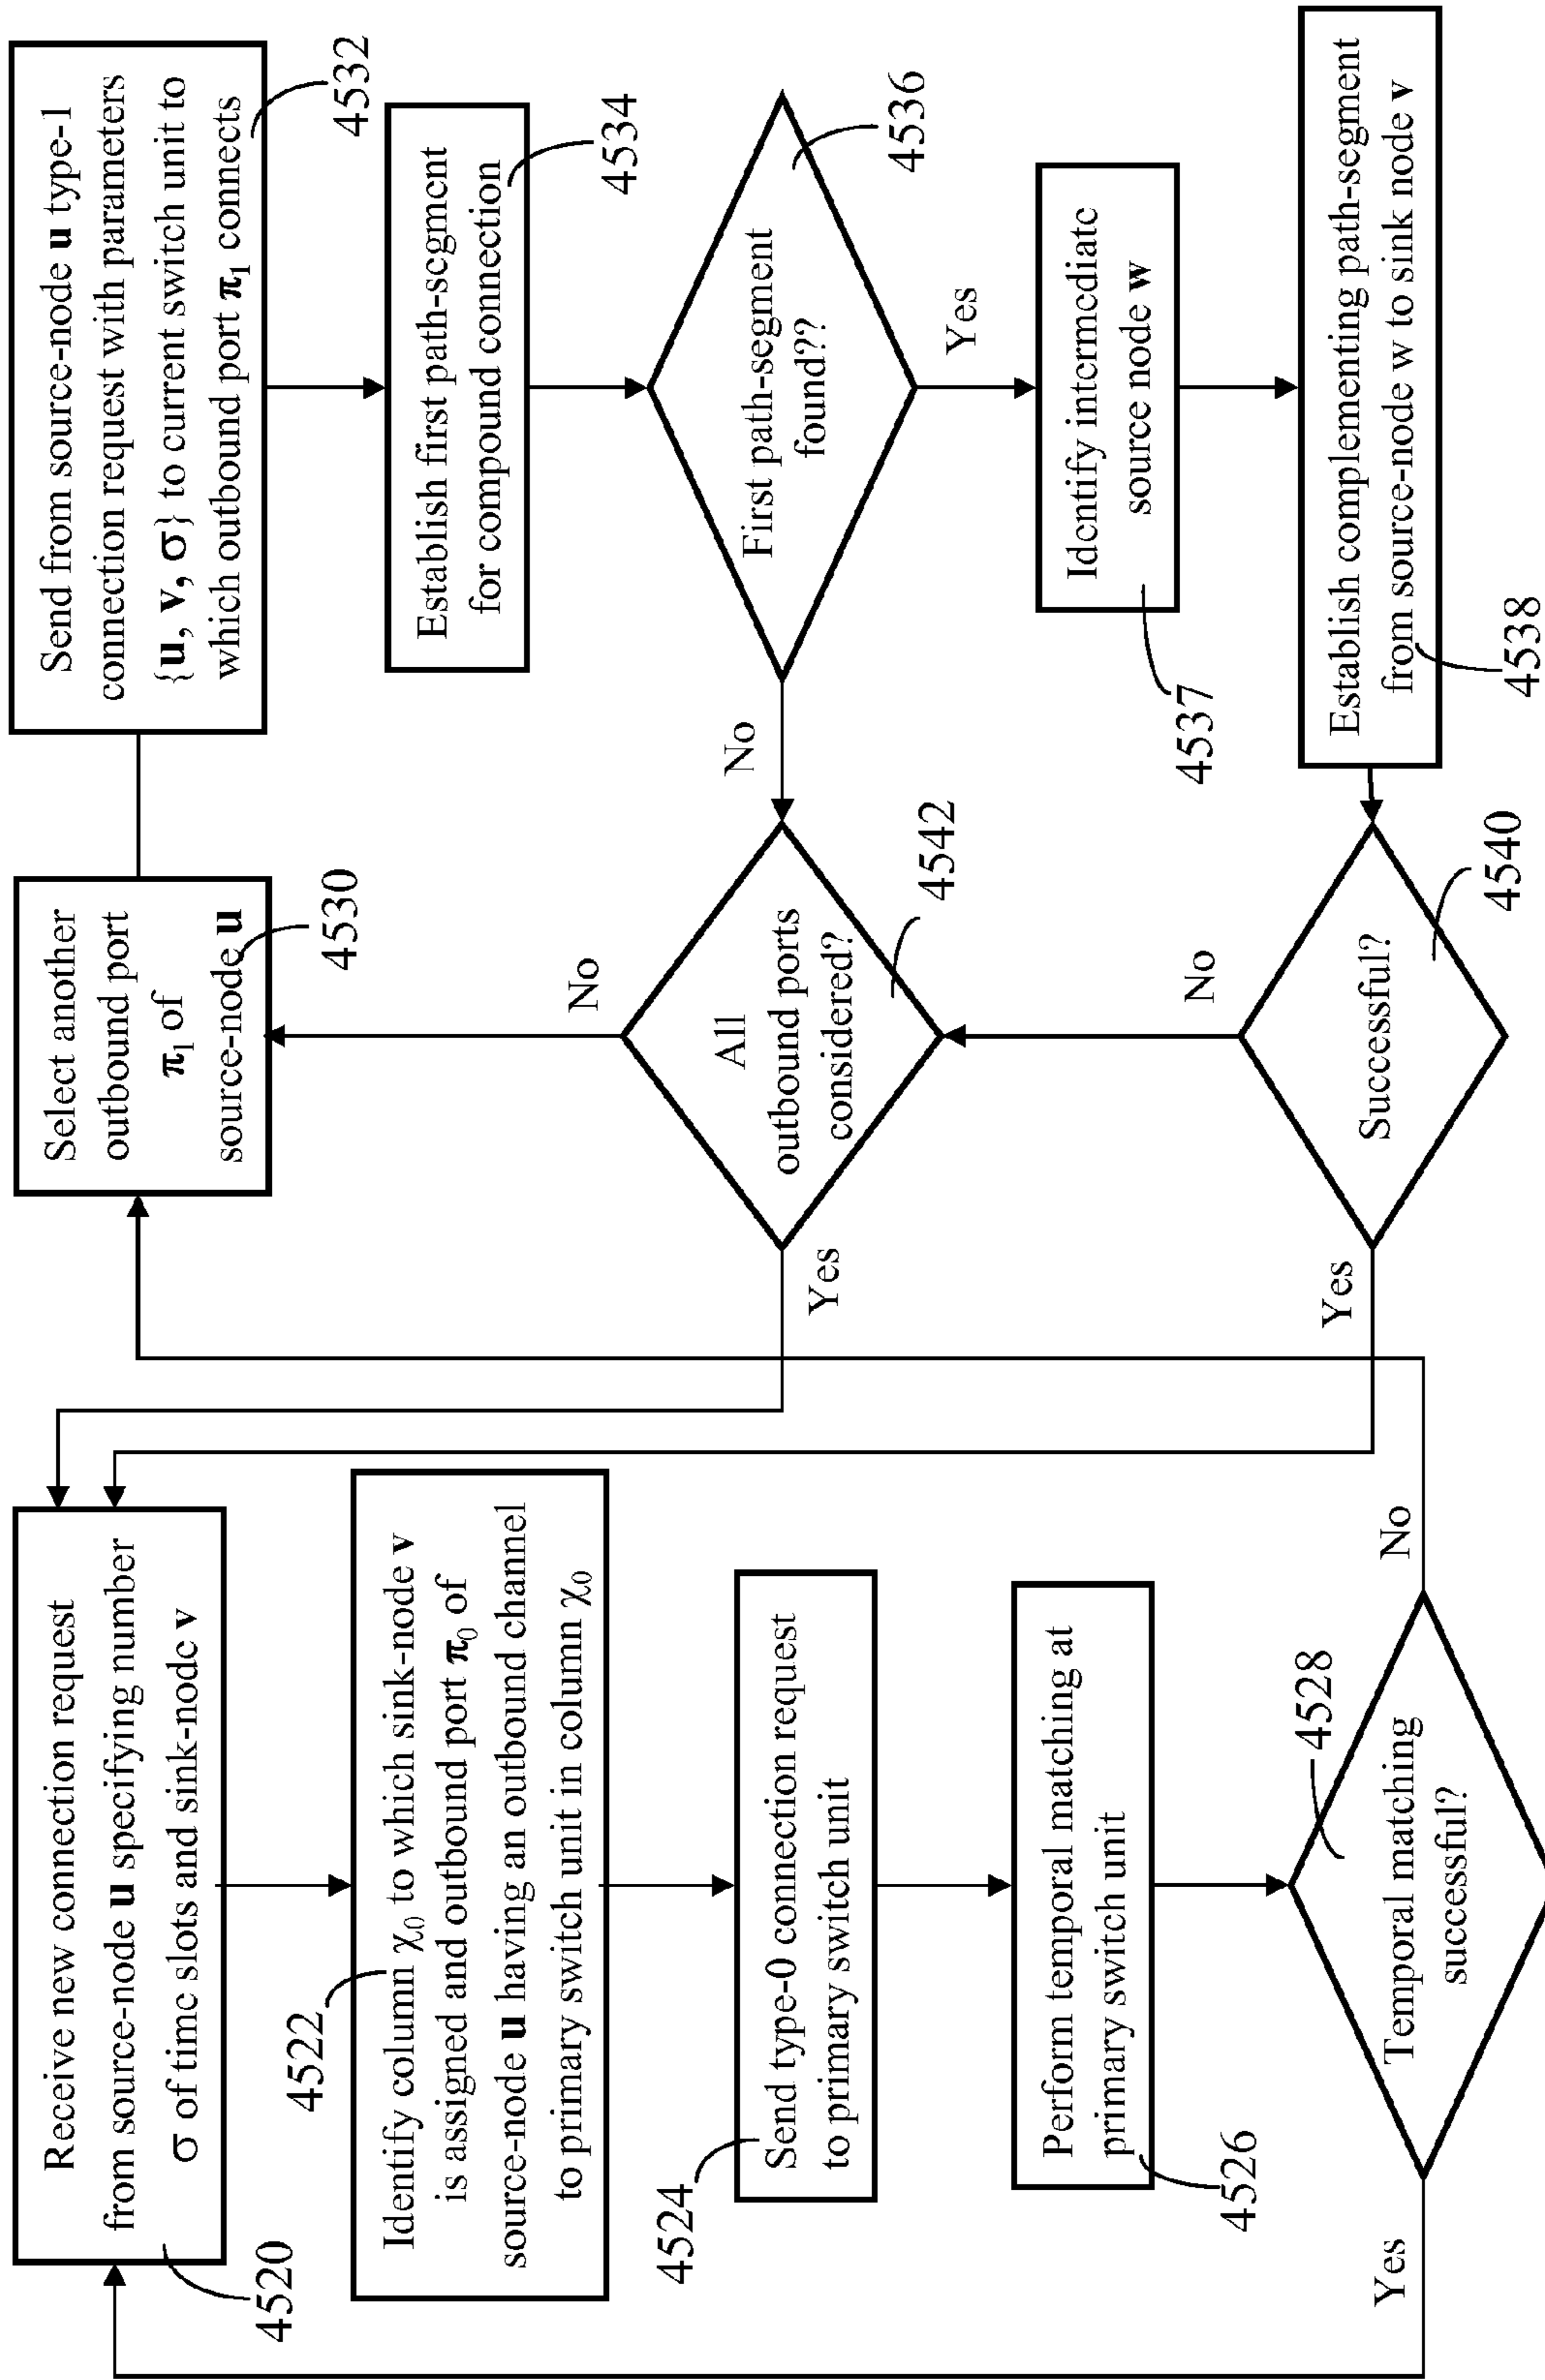 Receive new connection request
from source-node u specifying number
σ of time slots and sink-node v
4520
Identify column χ0 to which sink-node v
is assigned and outbound port π0 of
source-node u having an outbound channel
to primary switch unit in column χ0
4522
Send type-0 connection request
to primary switch unit
4524
Perform temporal matching at
primary switch unit
4526
Temporal matching
successful?
4528
Yes
No
Select another
outbound port
π1 of
source-node u
4530
Send from source-node u type-1
connection request with parameters
{u, v, σ} to current switch unit to
which outbound port π1 connects
4532
Establish first path-segment
for compound connection
4534
First path-segment
found??
4536
No
Yes
Identify intermediate
source node w
4537
Establish complementing path-segment
from source-node w to sink node v
4538
Successful?
4540
Yes
No
All
outbound ports
considered?
4542
Yes
No